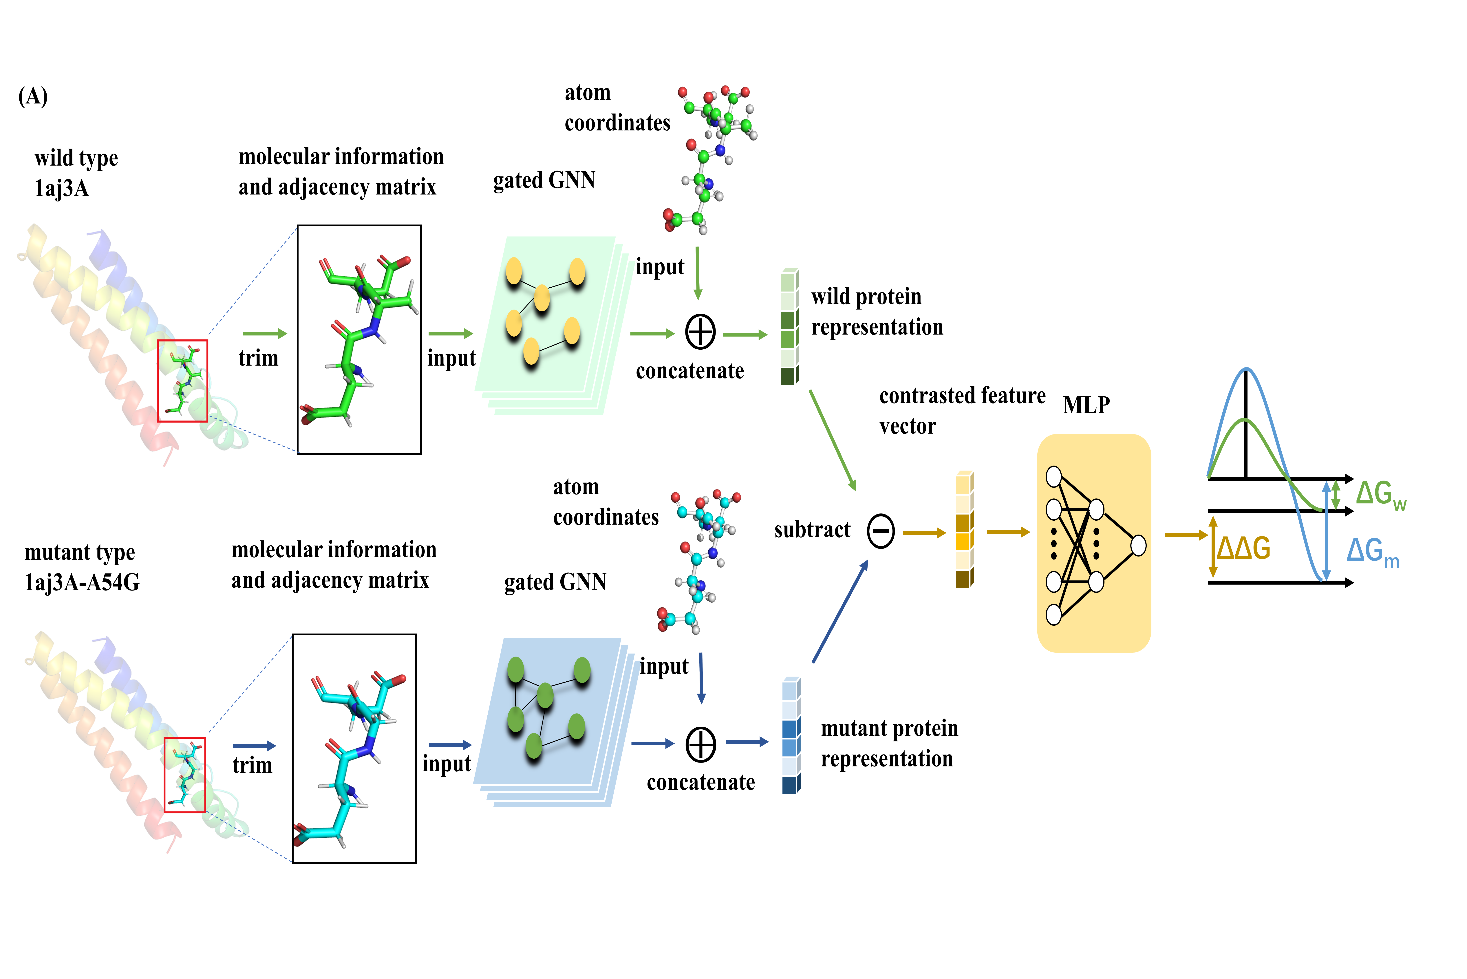 (A)
wild type
1aj3A
molecular information
and adjacency matrix
gated GNN
atom
coordinates
trim
input
input
concatenate
wild protein
representation
contrasted feature
vector
MLP
subtract
ΔG_w
ΔΔG
ΔG_m
mutant type
1aj3A-A54G
molecular information
and adjacency matrix
gated GNN
atom
coordinates
trim
input
input
concatenate
mutant protein
representation